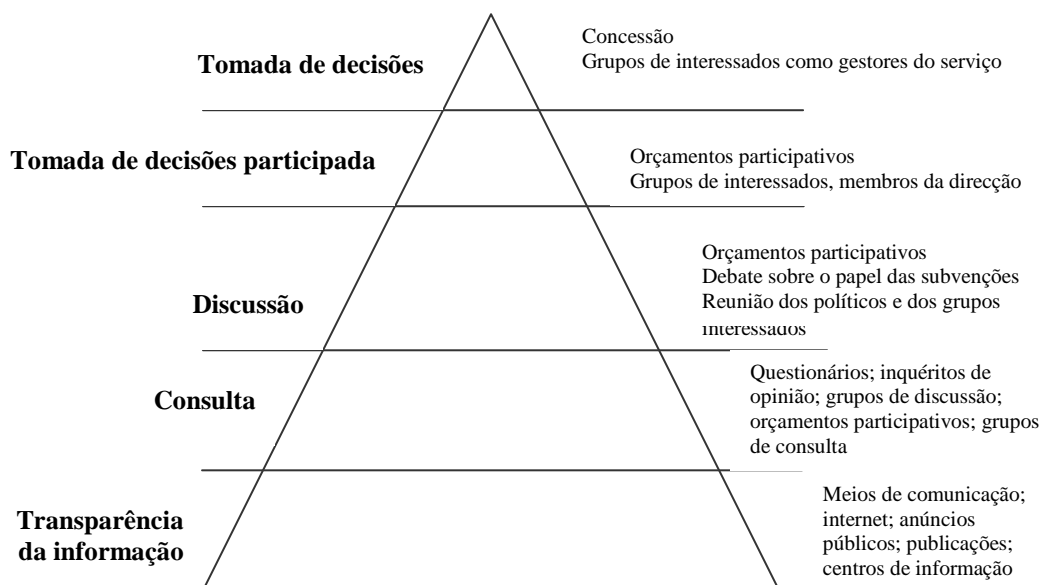 Tomada de decisões
Concessão
Grupos de interessados como gestores do serviço
Tomada de decisões participada
Orçamentos participativos
Grupos de interessados, membros da direcção
Discussão
Orçamentos participativos
Debate sobre o papel das subvenções
Reunião dos políticos e dos grupos
interessados
Consulta
Questionários; inquéritos de
opinião; grupos de discussão;
orçamentos participativos; grupos
de consulta
Transparência
da informação
Meios de comunicação;
internet; anúncios
públicos; publicações;
centros de informação